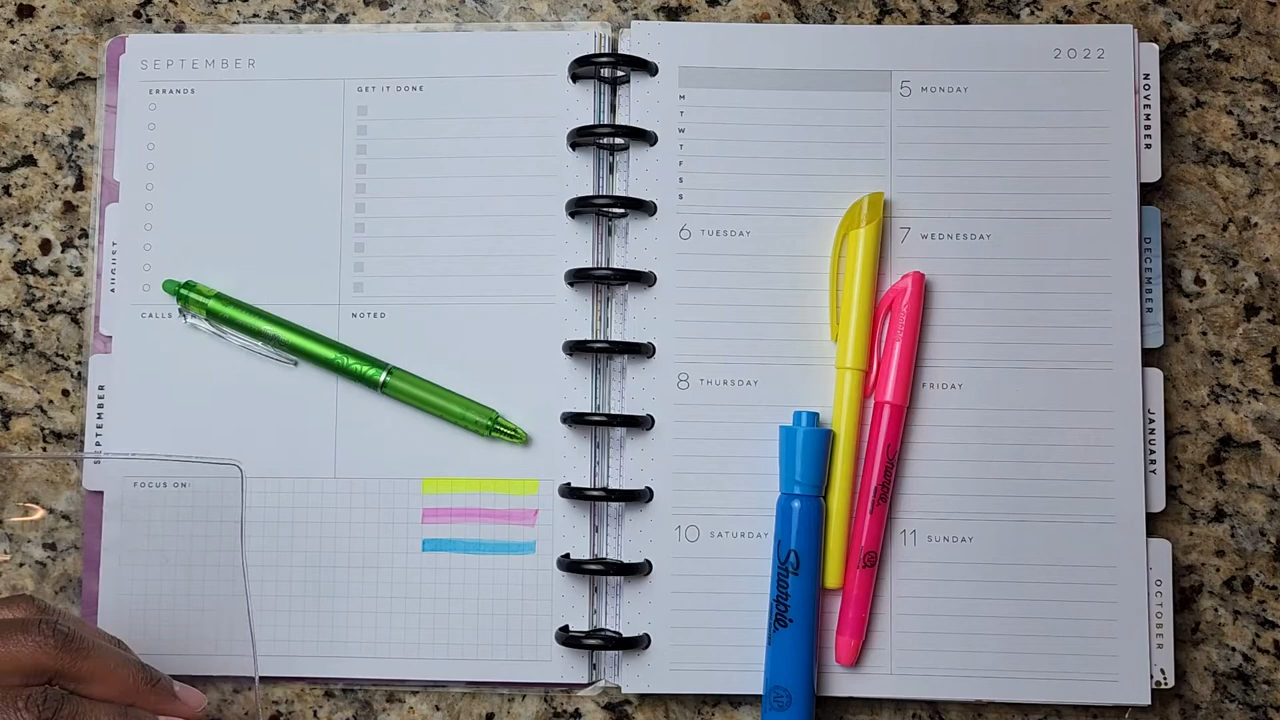 SEPTEMBER
ERRANDS
GET IT DONE
CALLS
NOTED
FOCUS ON:
AUGUST
SEPTEMBER
2022
M
T
W
T
F
S
S
5 MONDAY
6 TUESDAY
7 WEDNESDAY
8 THURSDAY
FRIDAY
10 SATURDAY
11 SUNDAY
NOVEMBER
DECEMBER
JANUARY
OCTOBER
Sharpie
Sharpie